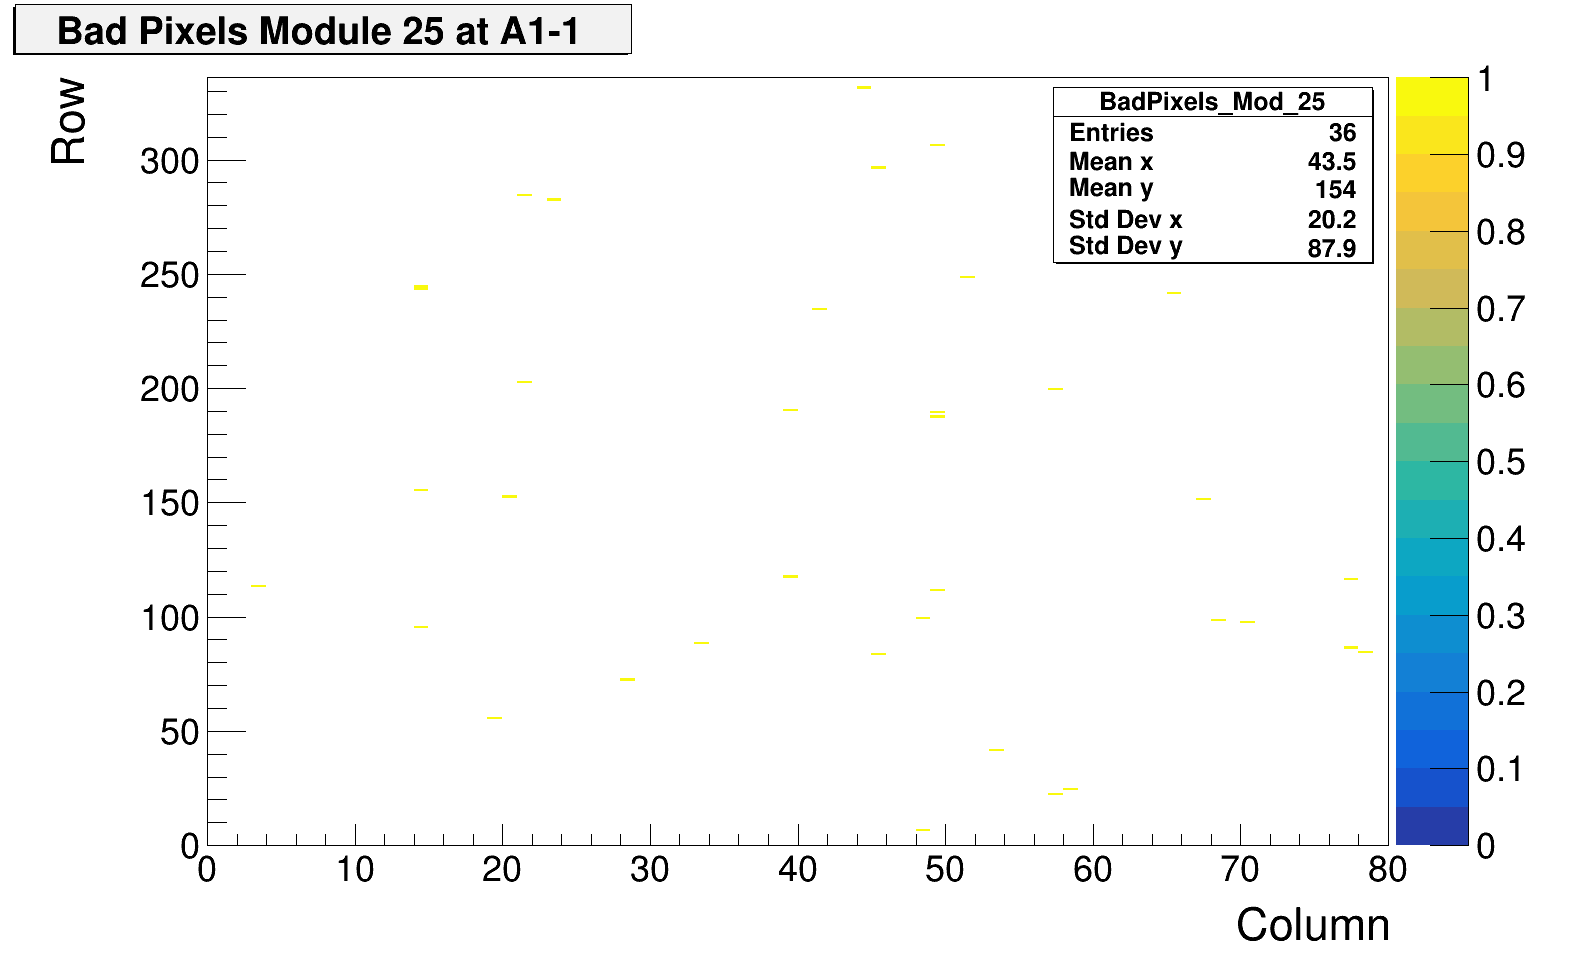 Bad Pixels Module 25 at A1-1
Row
BadPixels_Mod_25
Entries 36
Mean x 43.5
Mean y 154
Std Dev x 20.2
Std Dev y 87.9
300
250
200
150
100
50
0
0 10 20 30 40 50 60 70 80
Column
1
0.9
0.8
0.7
0.6
0.5
0.4
0.3
0.2
0.1
0